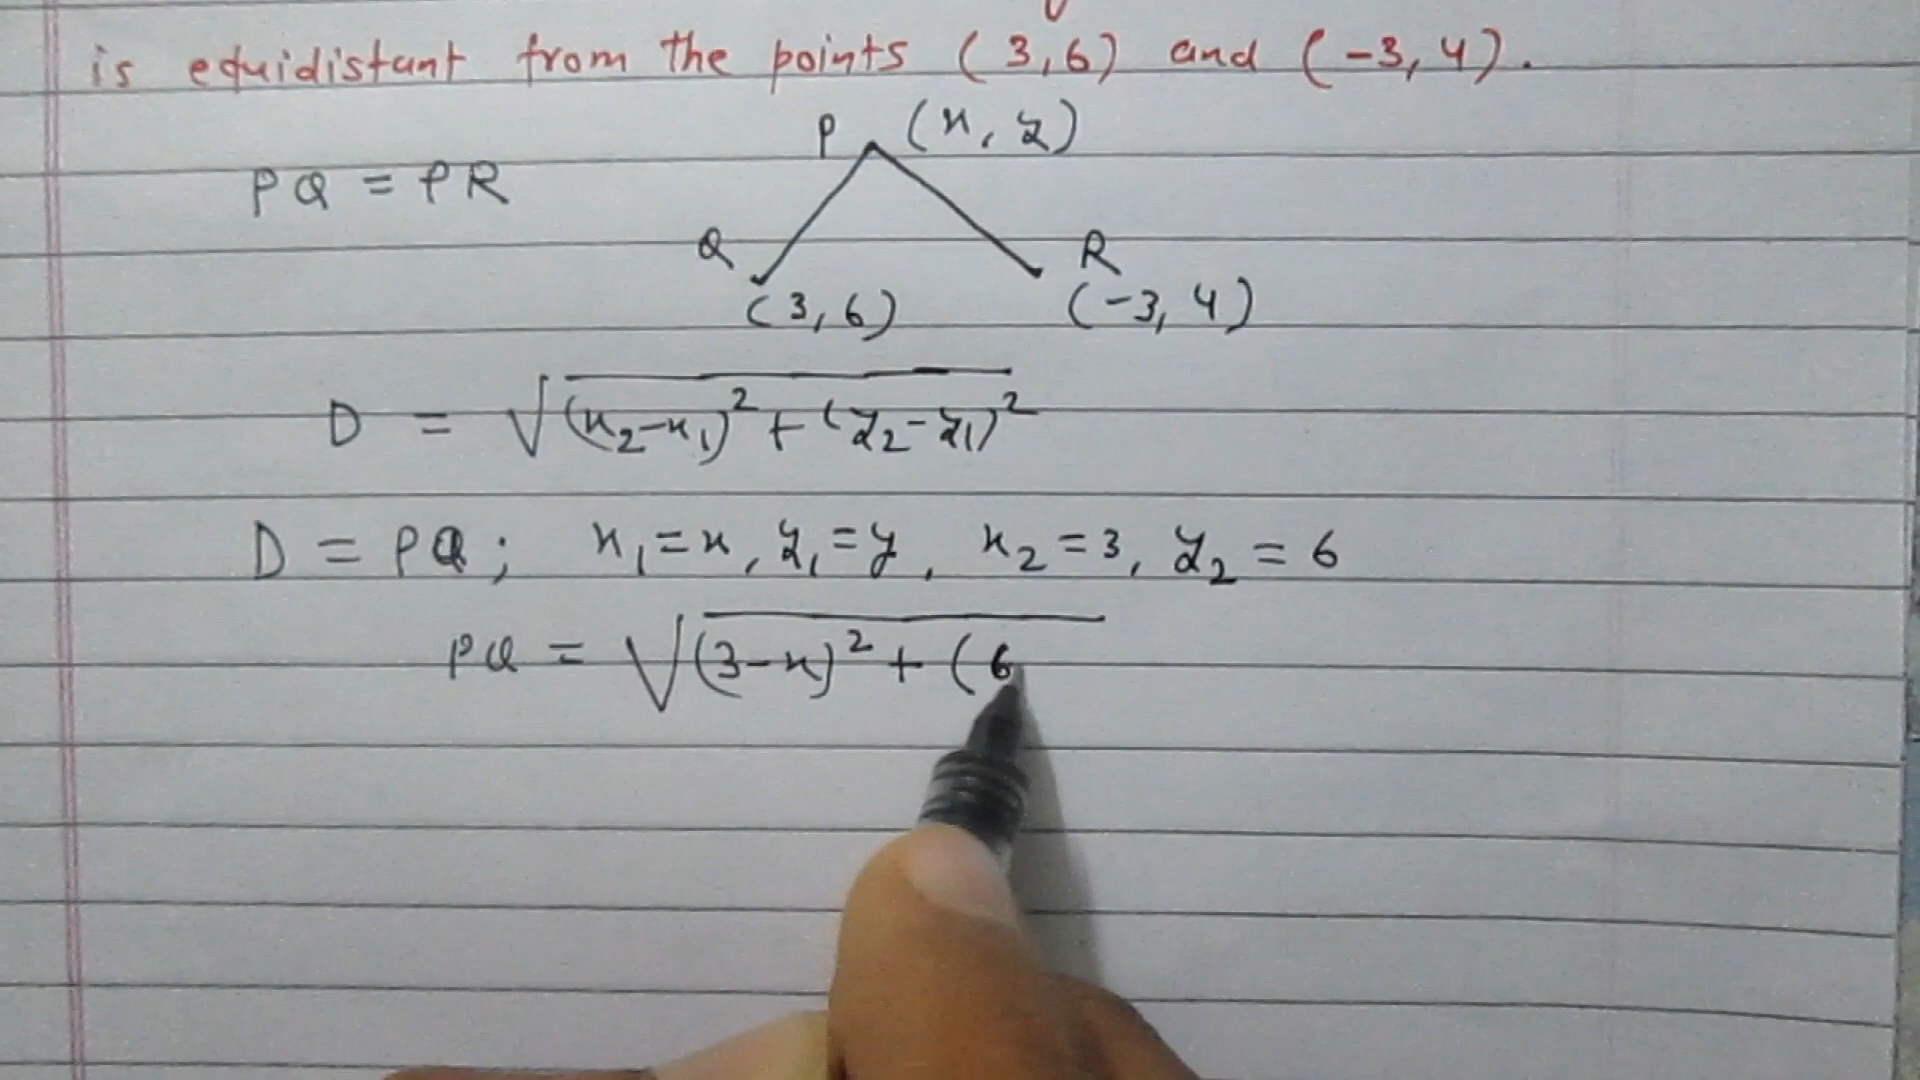 is equidistant from the points (3,6) and (-3,4).
P (x, y)
PQ = PR
Q R
(3,6) (-3,4)
D = √(x₂-x₁)² + (y₂-y₁)²
D = PQ; x₁=x, y₁=y, x₂=3, y₂=6
PQ = √(3-x)² + (6